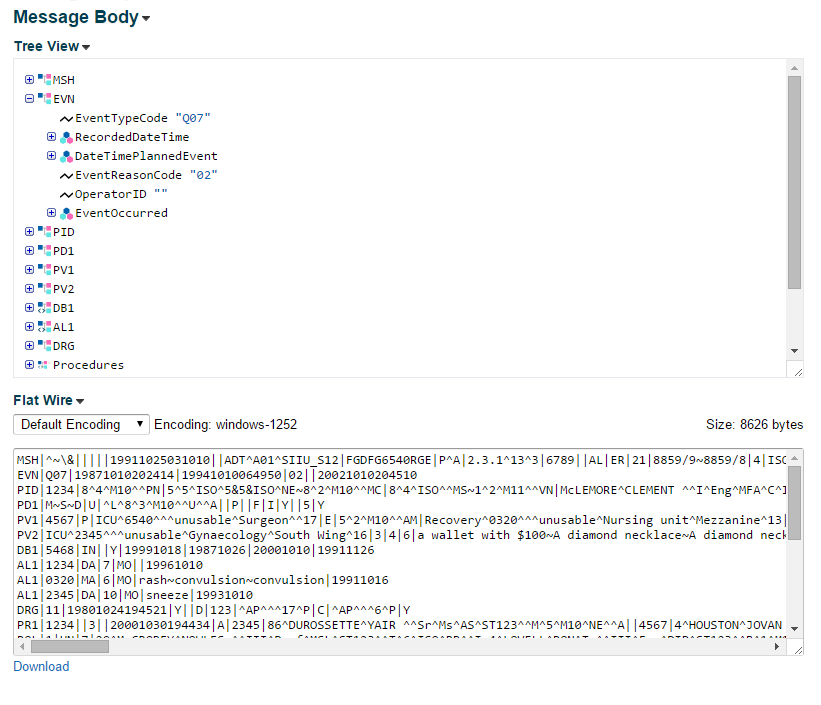 Message Body
Tree View
MSH
EVN
EventTypeCode "Q07"
RecordedDateTime
DateTimePlannedEvent
EventReasonCode "02"
OperatorID ""
EventOccurred
PID
PD1
PV1
PV2
DB1
AL1
DRG
Procedures
Flat Wire
Default Encoding Encoding: windows-1252 Size: 8626 bytes
MSH|^~\&|||||19911025031010||ADT^A01^SIIU_S12|FGDFG6540RGE|P^A|2.3.1^13^3|6789||AL|ER|21|8859/9~8859/8|4|ISO
EVN|Q07|19871010202414|19941010064950|02||20021010204510
PID|1234|8^4^M10^^PN|5^5^ISO^5&5&ISO^NE~8^2^M10^^MC|8^4^ISO^^MS~1^2^M11^^VN|McLEMORE^CLEMENT ^^I^Eng^MFA^C^I
PD1|M~S~D|U|^L^8^3^M10^^U^^A||P||F|I|Y||5|Y
PV1|4567|P|ICU^6540^^^unusable^Surgeon^^17|E|5^2^M10^^AM|Recovery^0320^^^unusable^Nursing unit^Mezzanine^13|
PV2|ICU^2345^^^unusable^Gynaecology^South Wing^16|3|4|6|a wallet with $100~A diamond necklace~A diamond neck
DB1|5468|IN||Y|19991018|19871026|20001010|19911126
AL1|1234|DA|7|MO||19961010
AL1|0320|MA|6|MO|rash~convulsion~convulsion|19911016
AL1|2345|DA|10|MO|sneeze|19931010
DRG|11|19801024194521|Y||D|123|^AP^^^17^P|C|^AP^^^6^P|Y
PR1|1234||3||20001030194434|A|2345|86^DUROSSETTE^YAIR ^^Sr^Ms^AS^ST123^^M^5^M10^NE^^A||4567|4^HOUSTON^JOVAN
Download